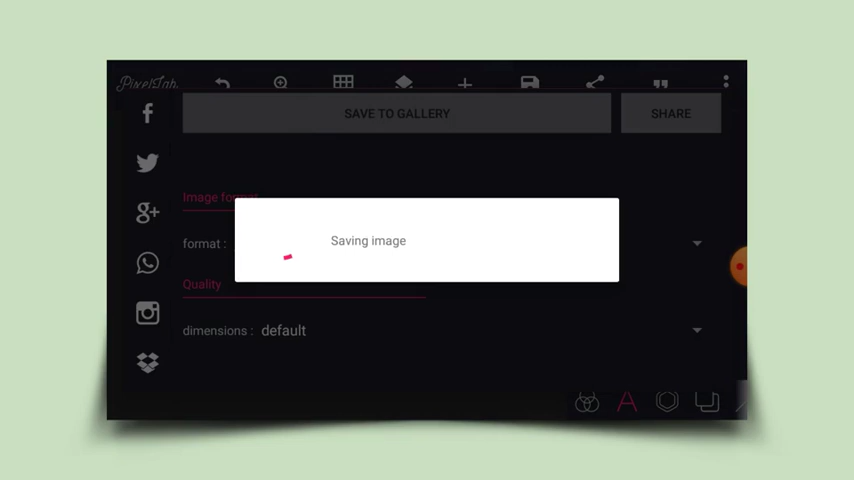 PixelLab
SAVE TO GALLERY
SHARE
Saving image
format :
Quality
dimensions : default